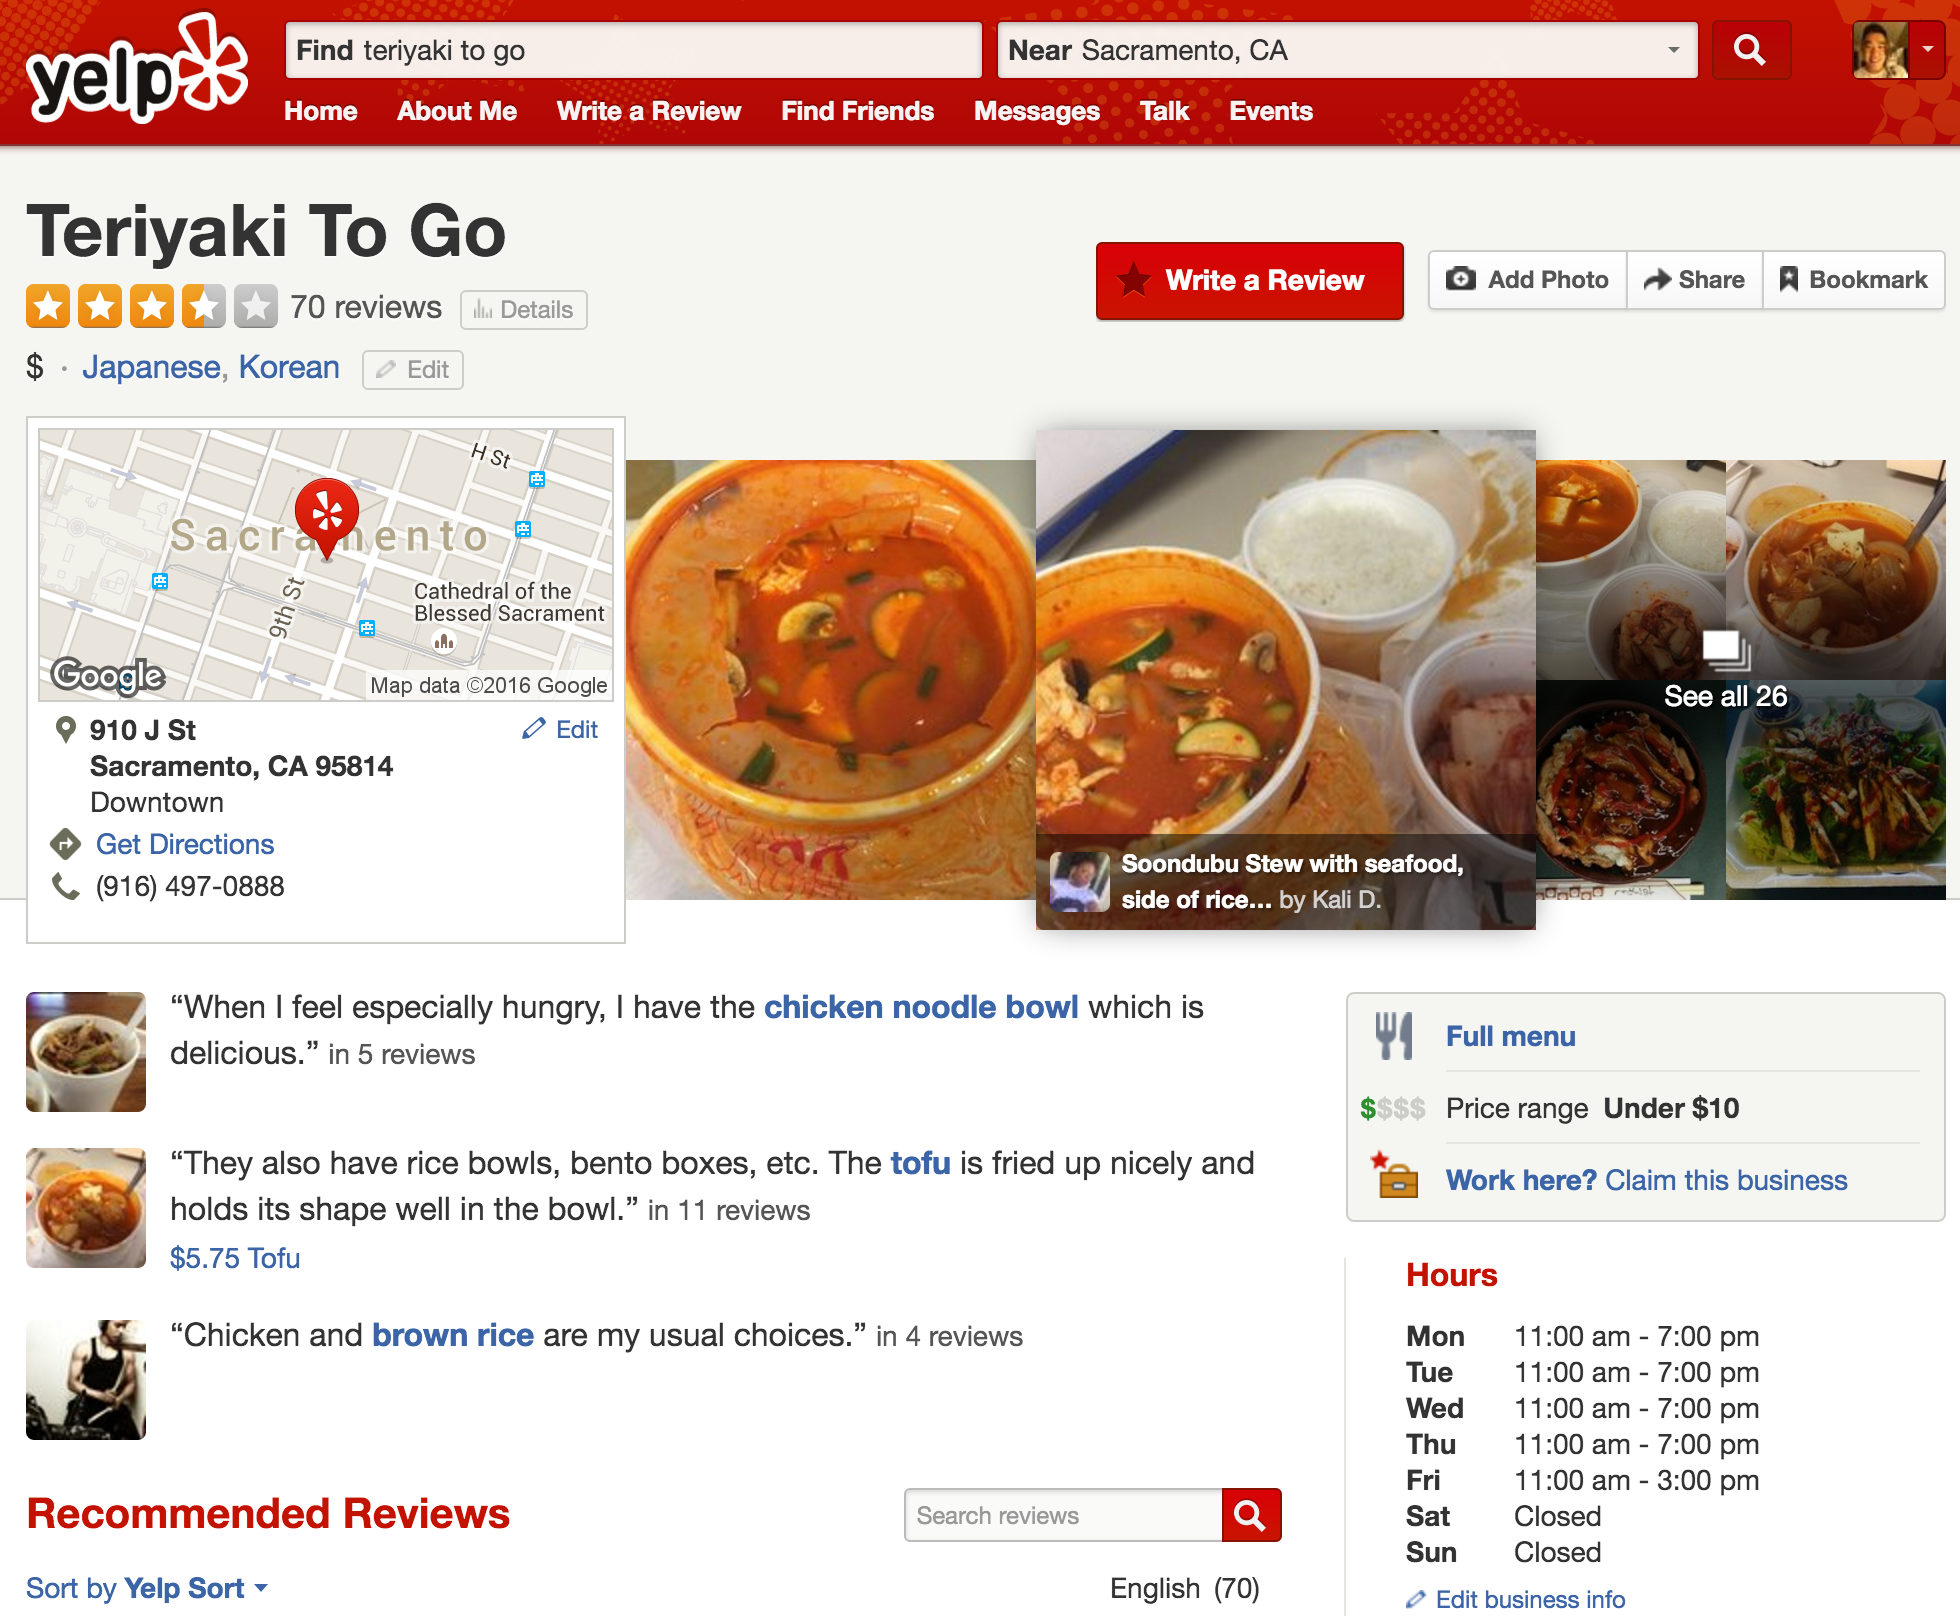 yelp
Find teriyaki to go
Near Sacramento, CA
Home About Me Write a Review Find Friends Messages Talk Events
Teriyaki To Go
70 reviews Details
$ · Japanese, Korean Edit
Write a Review
Add Photo Share Bookmark
H St
Sacramento
9th St
Cathedral of the
Blessed Sacrament
Google
Map data ©2016 Google
910 J St Edit
Sacramento, CA 95814
Downtown
Get Directions
(916) 497-0888
Soondubu Stew with seafood,
side of rice... by Kali D.
See all 26
“When I feel especially hungry, I have the chicken noodle bowl which is
delicious.” in 5 reviews
“They also have rice bowls, bento boxes, etc. The tofu is fried up nicely and
holds its shape well in the bowl.” in 11 reviews
$5.75 Tofu
“Chicken and brown rice are my usual choices.” in 4 reviews
Recommended Reviews
Search reviews
Sort by Yelp Sort
English (70)
Full menu
$$$$ Price range Under $10
Work here? Claim this business
Hours
Mon 11:00 am - 7:00 pm
Tue 11:00 am - 7:00 pm
Wed 11:00 am - 7:00 pm
Thu 11:00 am - 7:00 pm
Fri 11:00 am - 3:00 pm
Sat Closed
Sun Closed
Edit business info